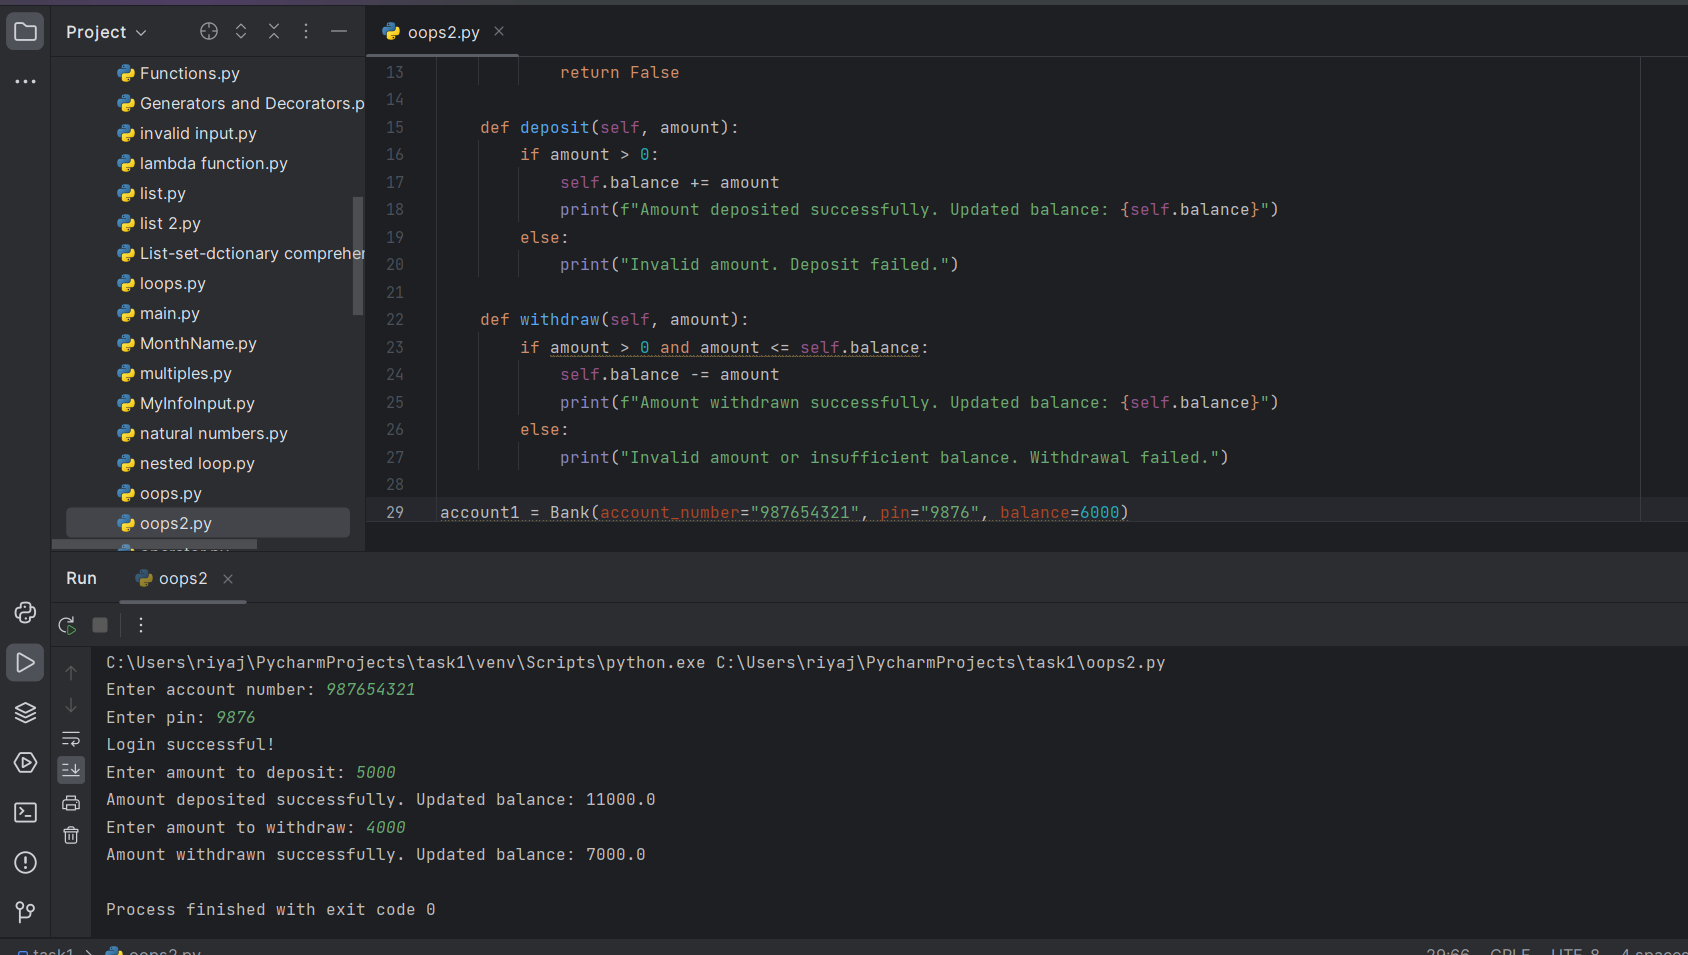 Project
oops2.py
Functions.py
Generators and Decorators.p
invalid input.py
lambda function.py
list.py
list 2.py
List-set-dctionary comprehen
loops.py
main.py
MonthName.py
multiples.py
MyInfoInput.py
natural numbers.py
nested loop.py
oops.py
oops2.py
operator.py
13 return False
14
15 def deposit(self, amount):
16 if amount > 0:
17 self.balance += amount
18 print(f"Amount deposited successfully. Updated balance: {self.balance}")
19 else:
20 print("Invalid amount. Deposit failed.")
21
22 def withdraw(self, amount):
23 if amount > 0 and amount <= self.balance:
24 self.balance -= amount
25 print(f"Amount withdrawn successfully. Updated balance: {self.balance}")
26 else:
27 print("Invalid amount or insufficient balance. Withdrawal failed.")
28
29 account1 = Bank(account_number="987654321", pin="9876", balance=6000)
Run oops2
C:\Users\riyaj\PycharmProjects\task1\venv\Scripts\python.exe C:\Users\riyaj\PycharmProjects\task1\oops2.py
Enter account number: 987654321
Enter pin: 9876
Login successful!
Enter amount to deposit: 5000
Amount deposited successfully. Updated balance: 11000.0
Enter amount to withdraw: 4000
Amount withdrawn successfully. Updated balance: 7000.0
Process finished with exit code 0
task1 > oops2.py 29:66 CRLF UTF-8 4 spaces